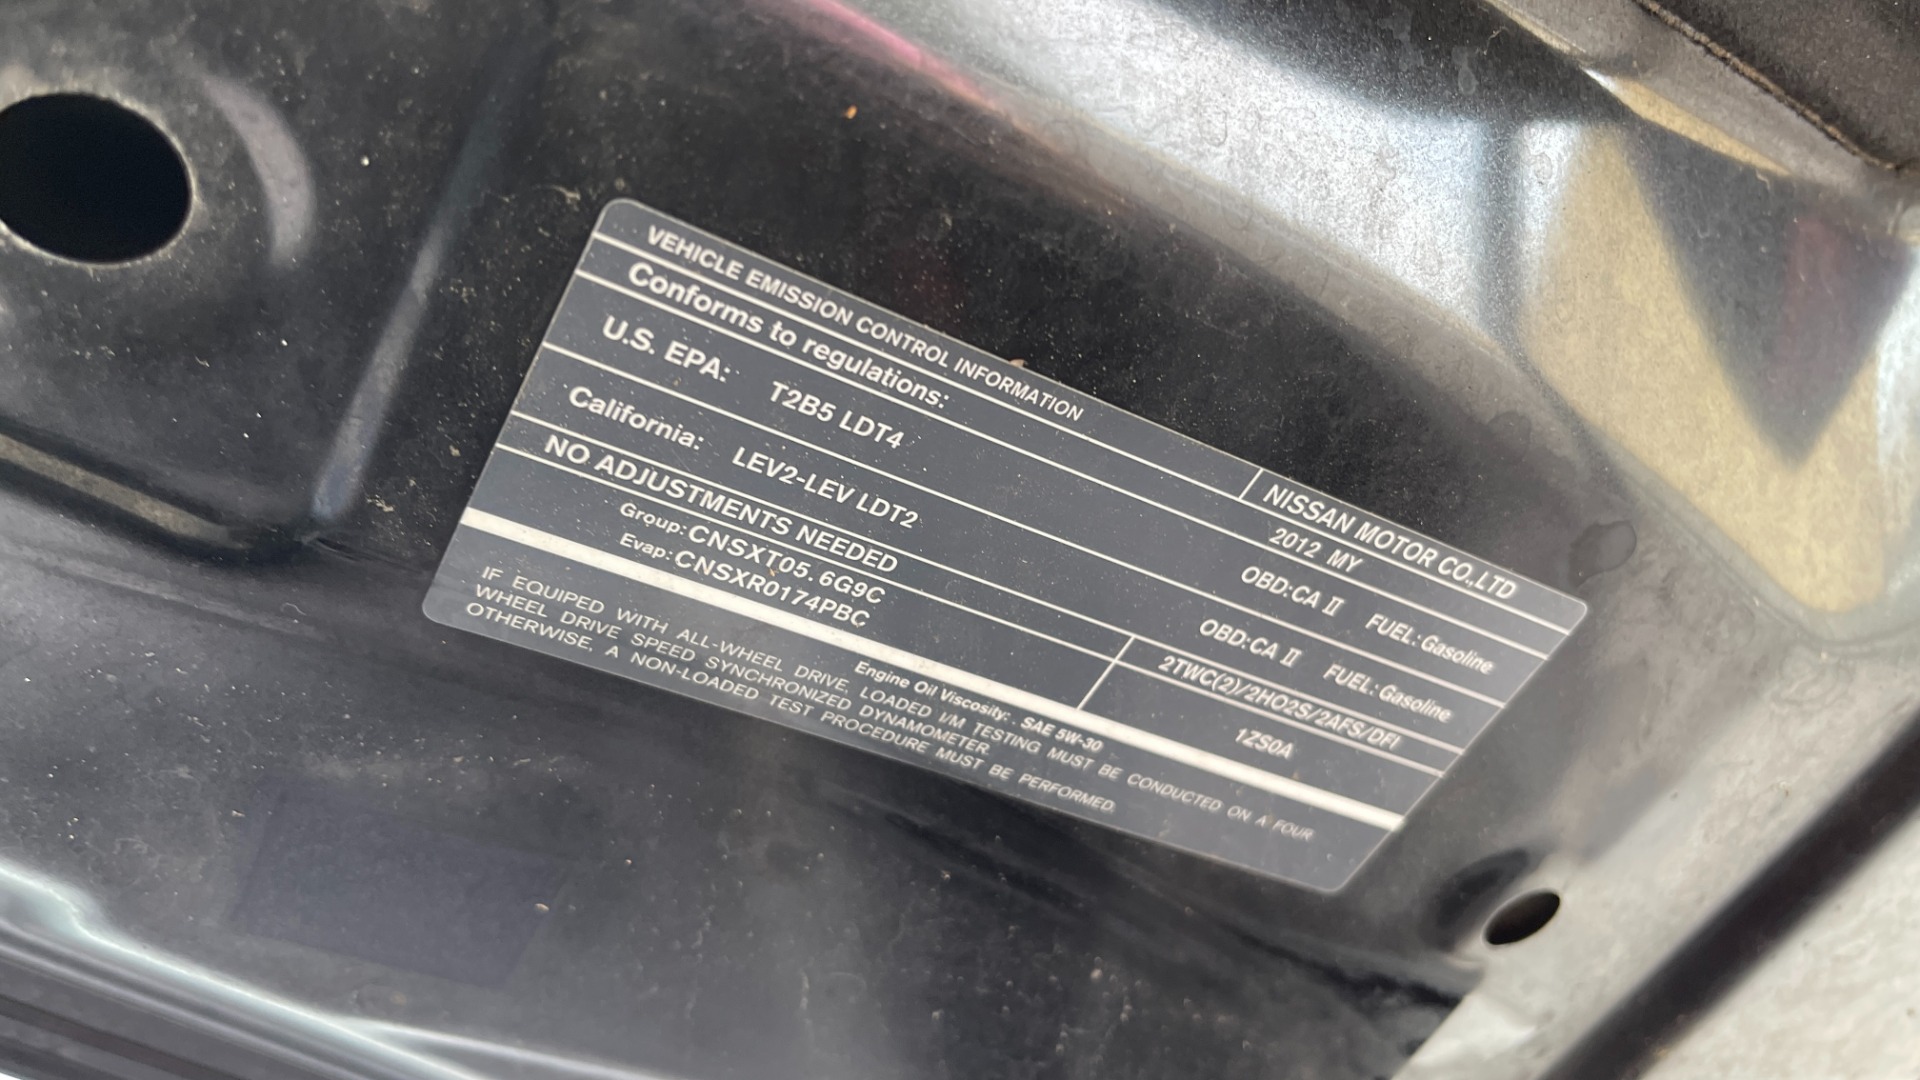 VEHICLE EMISSION CONTROL INFORMATION
NISSAN MOTOR CO.,LTD
Conforms to regulations:
2012 MY
U.S. EPA: T2B5 LDT4
OBD:CA II FUEL: Gasoline
California: LEV2-LEV LDT2
OBD:CA II FUEL: Gasoline
NO ADJUSTMENTS NEEDED
2TWC(2)/2HO2S/2AFS/DFI
Group: CNSXT05.6G9C
Evap: CNSXR0174PBC
1ZS0A
Engine Oil Viscosity: SAE 5W-30
IF EQUIPED WITH ALL-WHEEL DRIVE, LOADED I/M TESTING MUST BE CONDUCTED ON A FOUR
WHEEL DRIVE SPEED SYNCHRONIZED DYNAMOMETER
OTHERWISE, A NON-LOADED TEST PROCEDURE MUST BE PERFORMED